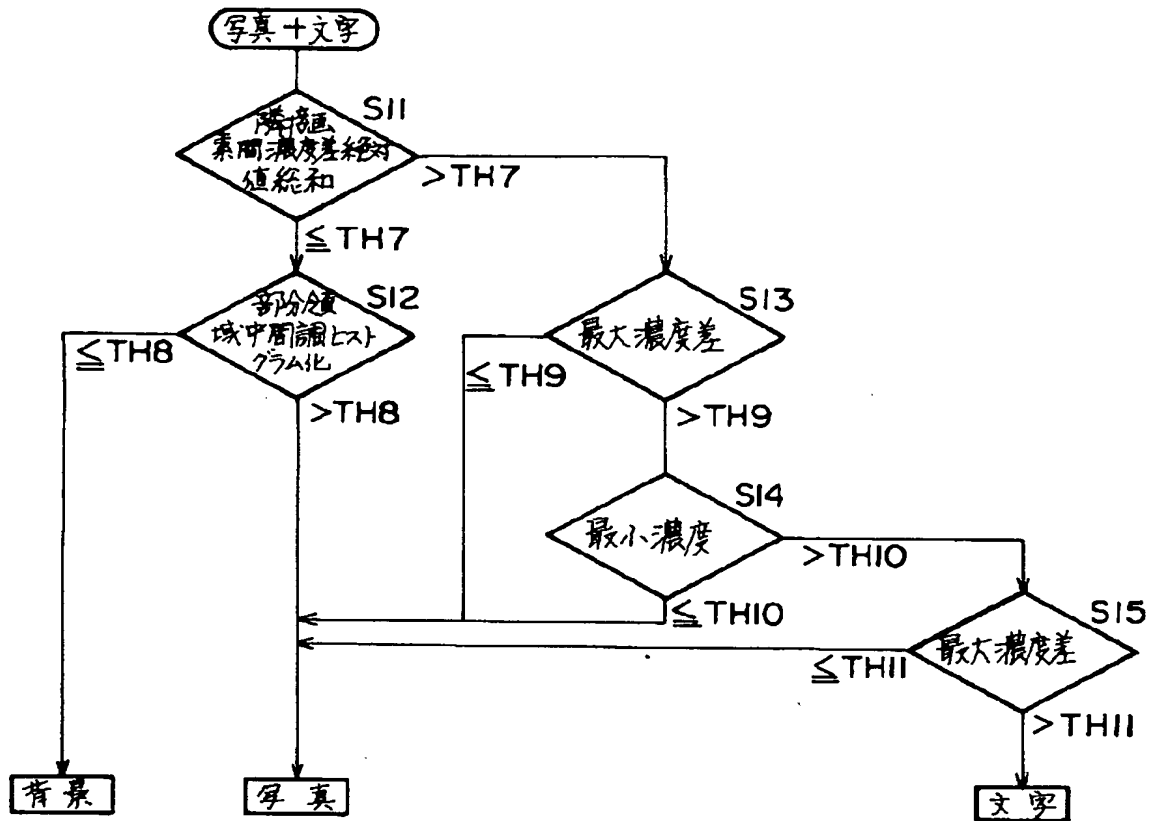 写真+文字
S11
隣接画
素間濃度差絶対
値総和
>TH7
≦TH7
S12
部分領
域中間調ヒスト
グラム化
≦TH8
>TH8
S13
最大濃度差
≦TH9
>TH9
S14
最小濃度
>TH10
≦TH10
S15
最大濃度差
≦TH11
>TH11
背景
写真
文字